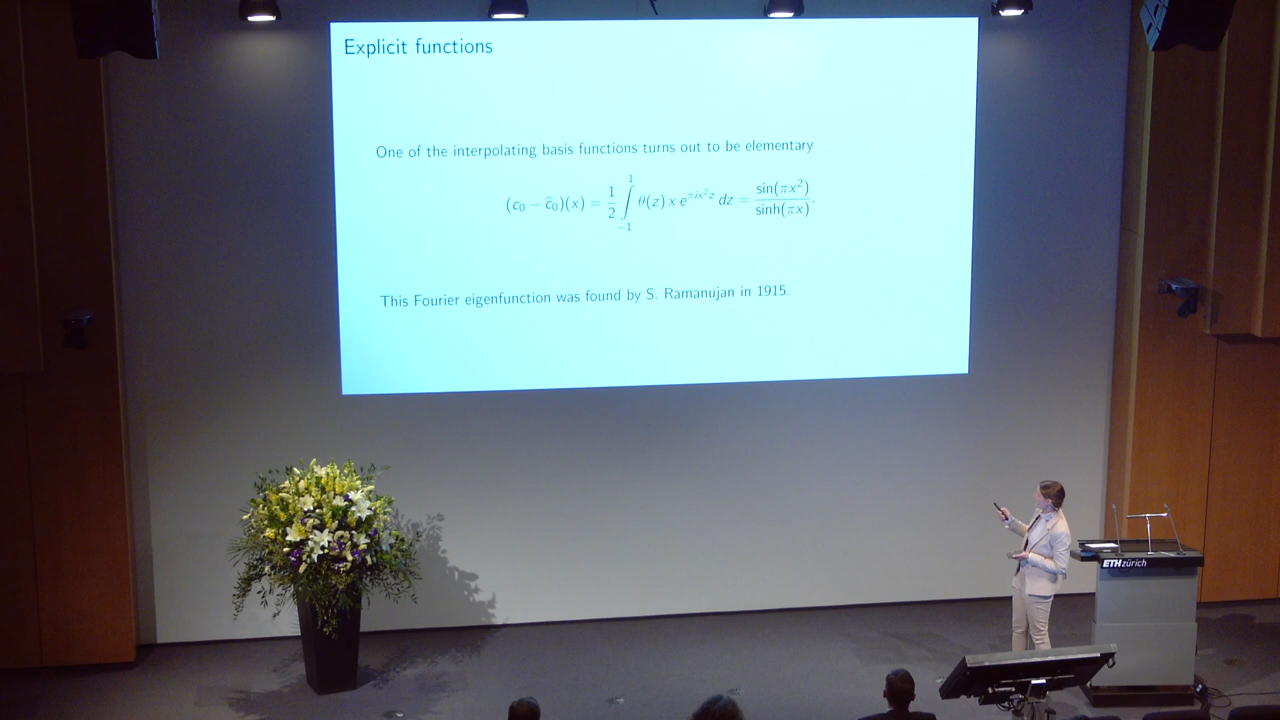 Explicit functions
One of the interpolating basis functions turns out to be elementary
(c₀ − ĉ₀)(x) = 1/2 ∫₋₁¹ θ(z) x e^{πix²z} dz = sin(πx²)/sinh(πx).
This Fourier eigenfunction was found by S. Ramanujan in 1915.
ETH zürich